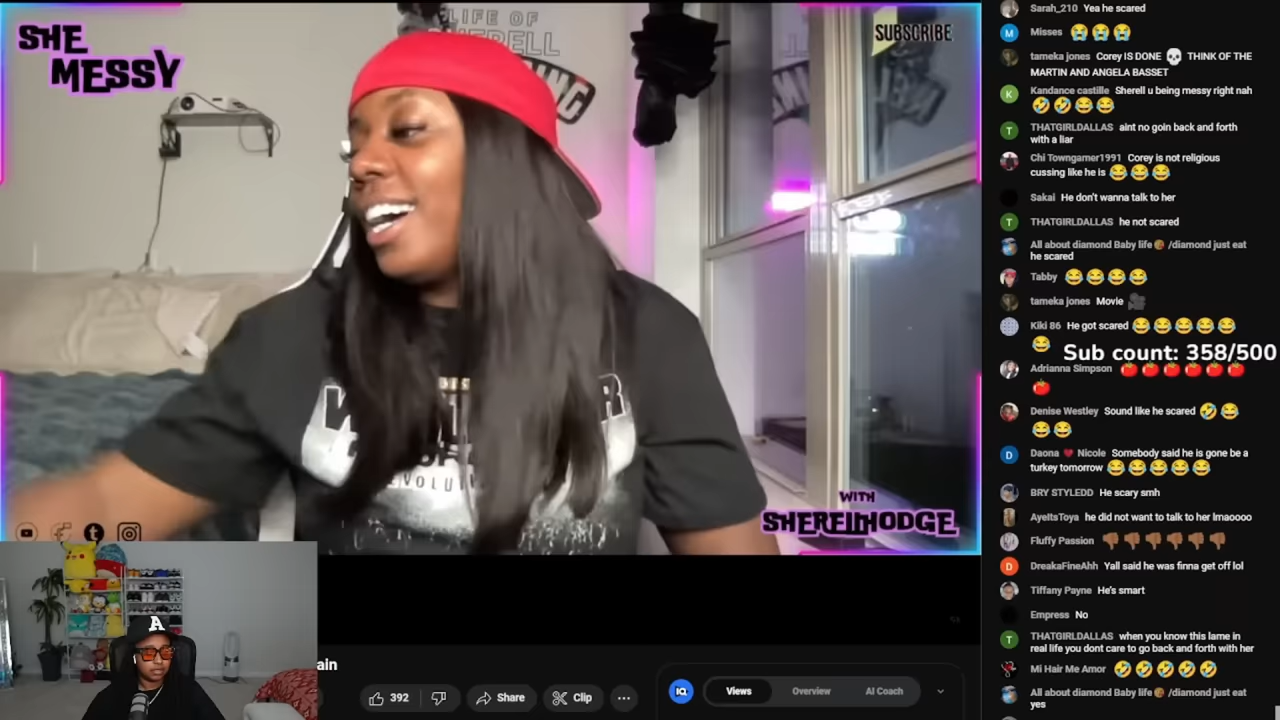 SHE
MESSY
LIFE OF
SUBSCRIBE
WITH
SHERELLHODGE
A
ain
392
Share
Clip
IQ
Views
Overview
AI Coach
Sub count: 358/500
Sarah_210 Yea he scared
Misses 😭😭😭
tameka jones Corey IS DONE 💀 THINK OF THE
MARTIN AND ANGELA BASSET
Kandance castille Sherell u being messy right nah
🤣🤣😂😂
THATGIRLDALLAS aint no goin back and forth
with a liar
Chi Towngamer1991 Corey is not religious
cussing like he is 😂😂😂
Sakai He don't wanna talk to her
THATGIRLDALLAS he not scared
All about diamond Baby life /diamond just eat
he scared
Tabby 😂😂😂😂
tameka jones Movie 🎥
Kiki 86 He got scared 😂😂😂😂😂
😂
Adrianna Simpson 🍅🍅🍅🍅🍅🍅
🍅
Denise Westley Sound like he scared 🤣😂
😂😂
Daona ♥ Nicole Somebody said he is gone be a
turkey tomorrow 😂😂😂😂😂
BRY STYLEDD He scary smh
AyeItsToya he did not want to talk to her lmaoooo
Fluffy Passion 👎🏾👎🏾👎🏾👎🏾👎🏾👎🏾
DreakaFineAhh Yall said he was finna get off lol
Tiffany Payne He's smart
Empress No
THATGIRLDALLAS when you know this lame in
real life you dont care to go back and forth with her
Mi Hair Me Amor 🤣🤣🤣🤣🤣
All about diamond Baby life /diamond just eat
yes